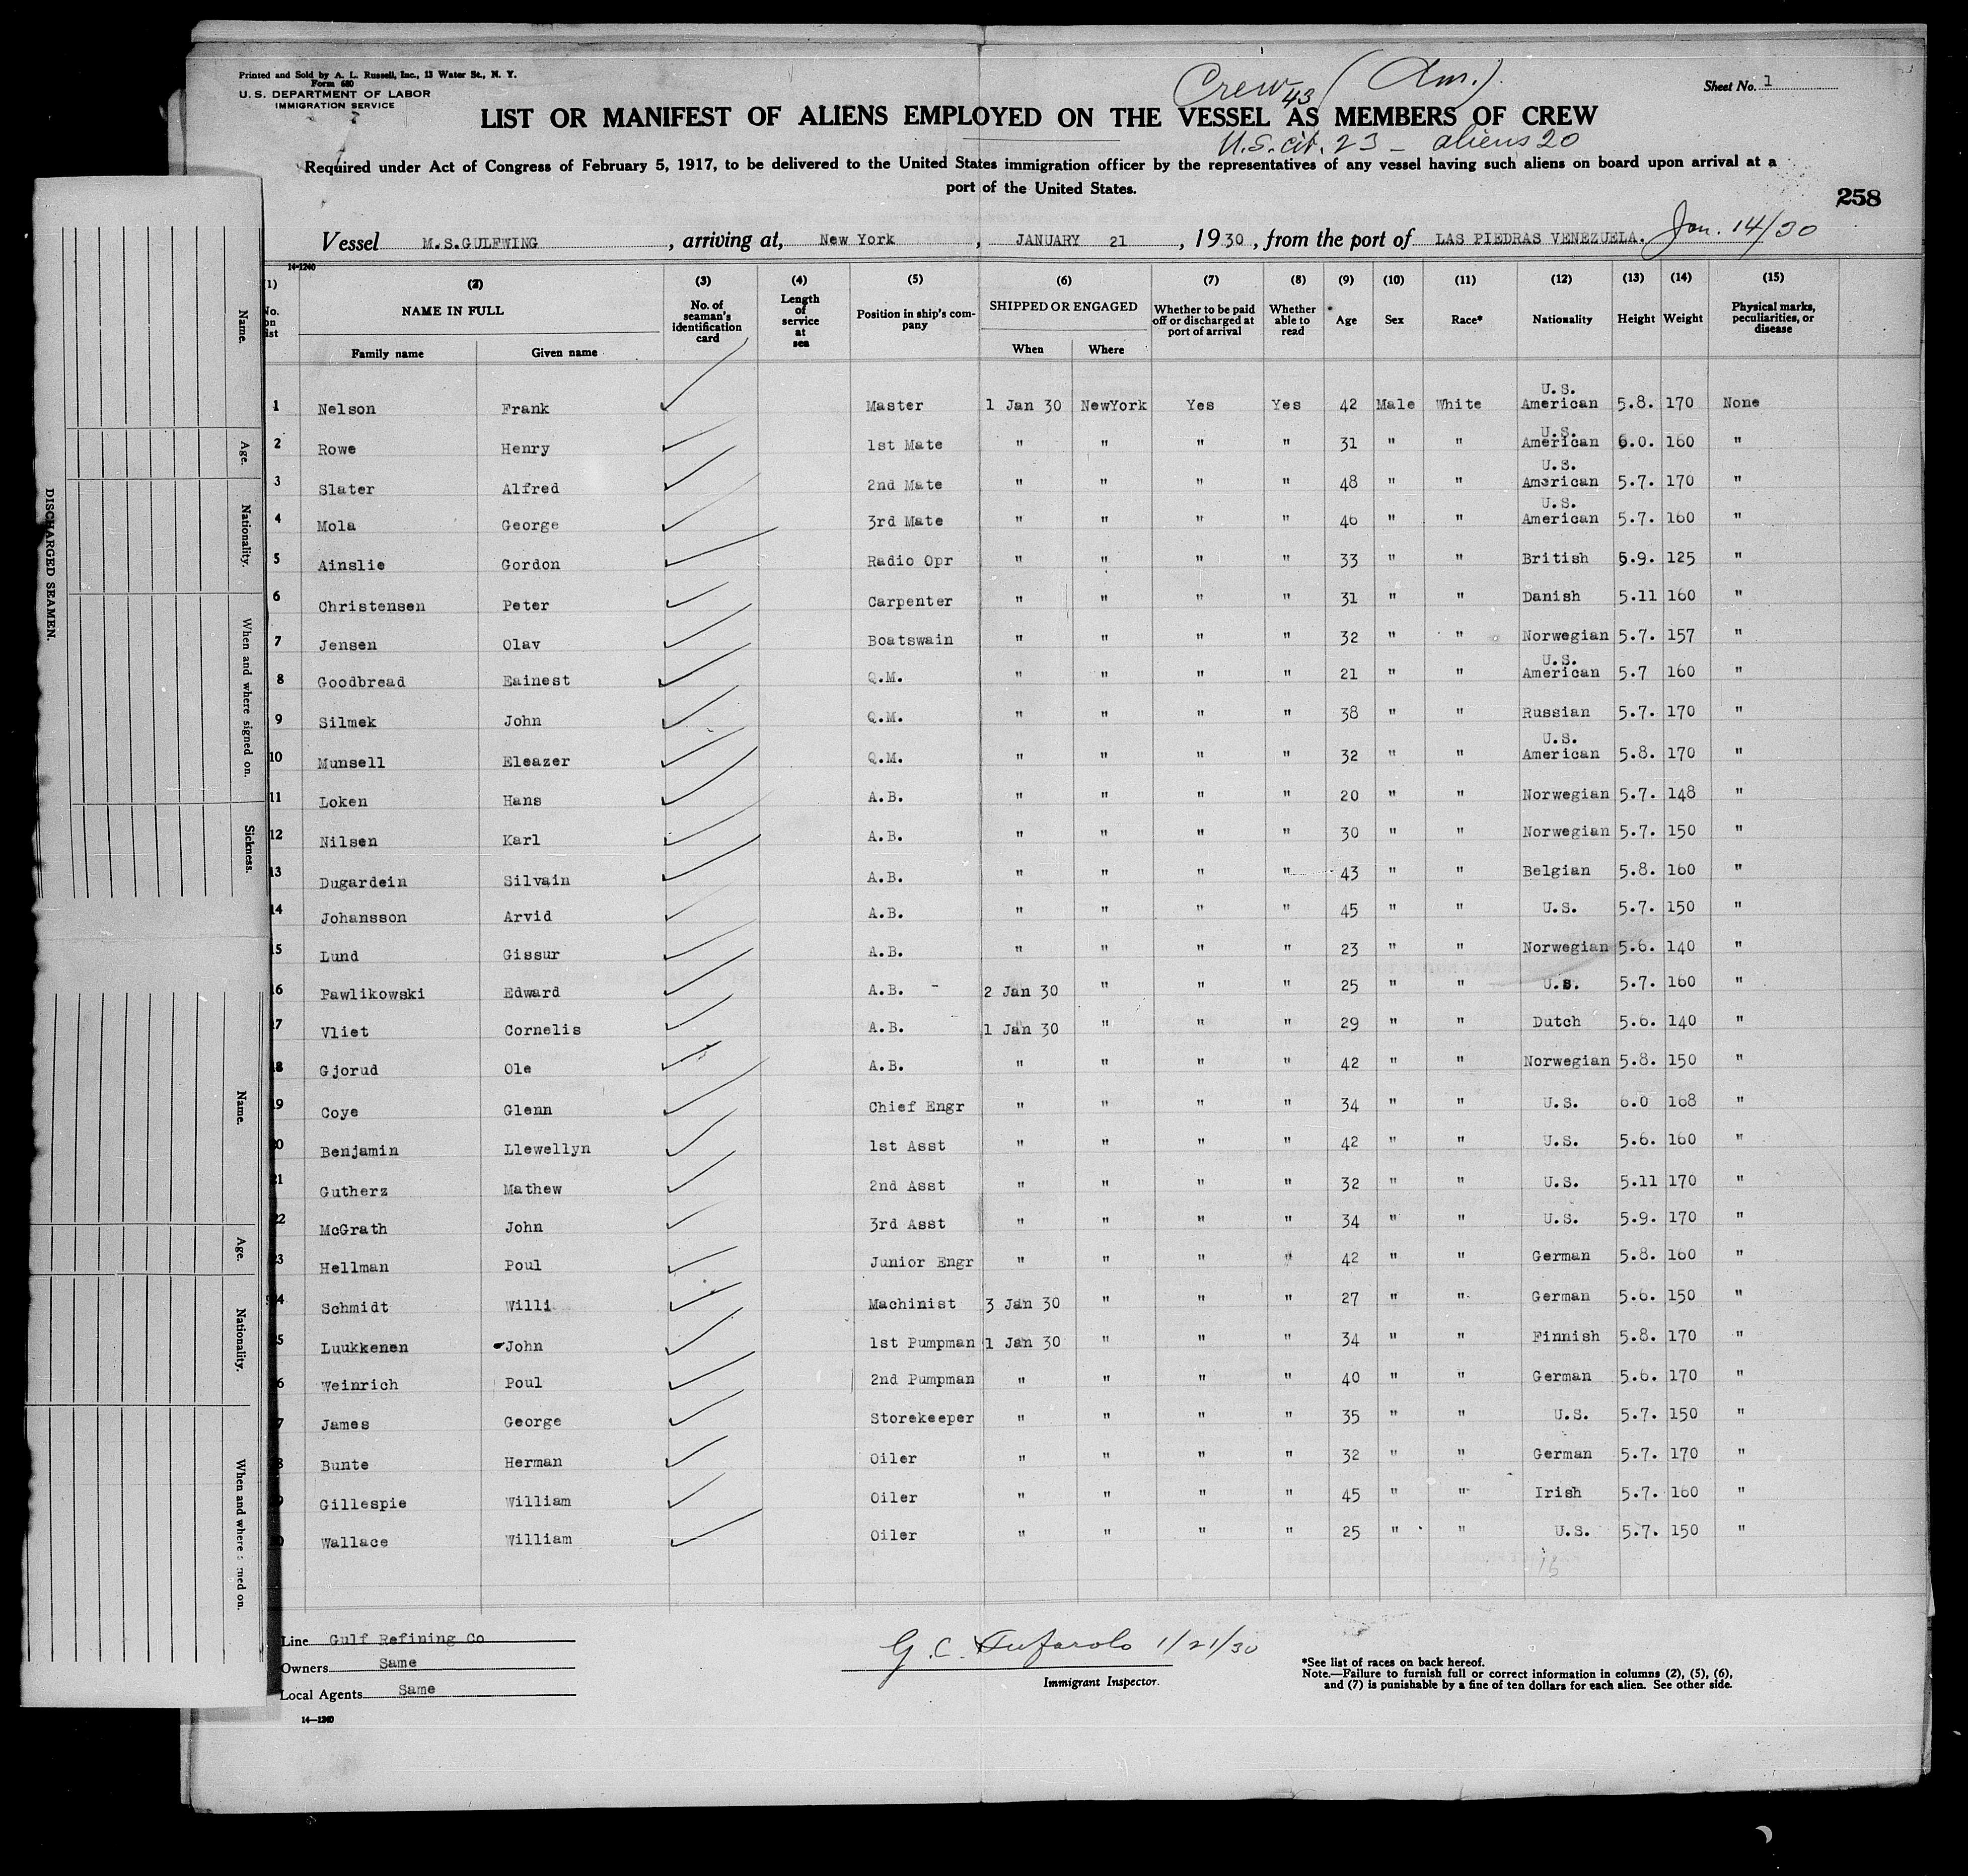 Printed and Sold by A. L. Russell, Inc., 13 Water St., N. Y.
Form 680
U. S. DEPARTMENT OF LABOR
IMMIGRATION SERVICE
Crew 43 (Am.)
Sheet No. 1
LIST OR MANIFEST OF ALIENS EMPLOYED ON THE VESSEL AS MEMBERS OF CREW
U.S. cit. 23 – aliens 20
Required under Act of Congress of February 5, 1917, to be delivered to the United States immigration officer by the representatives of any vessel having such aliens on board upon arrival at a
port of the United States.
258
Vessel M.S.GULFWING , arriving at, New York , JANUARY 21 , 1930 , from the port of LAS PIEDRAS VENEZUELA. Jan. 14/30
14-1240
(1) (2) (3) (4) (5) (6) (7) (8) (9) (10) (11) (12) (13) (14) (15)
No. on list NAME IN FULL Family name Given name No. of seaman's identification card Length of service at sea Position in ship's company SHIPPED OR ENGAGED When Where Whether to be paid off or discharged at port of arrival Whether able to read Age Sex Race* Nationality Height Weight Physical marks, peculiarities, or disease
1 Nelson Frank Master 1 Jan 30 NewYork Yes Yes 42 Male White U.S. American 5.8. 170 None
2 Rowe Henry 1st Mate " " " " 31 " " U.S. American 6.0. 160 "
3 Slater Alfred 2nd Mate " " " " 48 " " U.S. American 5.7. 170 "
4 Mola George 3rd Mate " " " " 46 " " U.S. American 5.7. 160 "
5 Ainslie Gordon Radio Opr " " " " 33 " " British 5.9. 125 "
6 Christensen Peter Carpenter " " " " 31 " " Danish 5.11 160 "
7 Jensen Olav Boatswain " " " " 32 " " Norwegian 5.7. 157 "
8 Goodbread Eainest Q.M. " " " " 21 " " U.S. American 5.7 160 "
9 Silmek John Q.M. " " " " 38 " " Russian 5.7. 170 "
10 Munsell Eleazer Q.M. " " " " 32 " " U.S. American 5.8. 170 "
11 Loken Hans A.B. " " " " 20 " " Norwegian 5.7. 148 "
12 Nilsen Karl A.B. " " " " 30 " " Norwegian 5.7. 150 "
13 Dugardein Silvain A.B. " " " " 43 " " Belgian 5.8. 160 "
14 Johansson Arvid A.B. " " " " 45 " " U.S. 5.7. 150 "
15 Lund Gissur A.B. " " " " 23 " " Norwegian 5.6. 140 "
16 Pawlikowski Edward A.B. - 2 Jan 30 " " " 25 " " U.S. 5.7. 160 "
7 Vliet Cornelis A.B. 1 Jan 30 " " " 29 " " Dutch 5.6. 140 "
8 Gjorud Ole A.B. " " " " 42 " " Norwegian 5.8. 150 "
9 Coye Glenn Chief Engr " " " " 34 " " U.S. 6.0 168 "
0 Benjamin Llewellyn 1st Asst " " " " 42 " " U.S. 5.6. 160 "
1 Gutherz Mathew 2nd Asst " " " " 32 " " U.S. 5.11 170 "
2 McGrath John 3rd Asst " " " " 34 " " U.S. 5.9. 170 "
3 Hellman Poul Junior Engr " " " " 42 " " German 5.8. 160 "
4 Schmidt Willi Machinist 3 Jan 30 " " " 27 " " German 5.6. 150 "
5 Luukkenen John 1st Pumpman 1 Jan 30 " " " 34 " " Finnish 5.8. 170 "
6 Weinrich Poul 2nd Pumpman " " " " 40 " " German 5.6. 170 "
7 James George Storekeeper " " " " 35 " " U.S. 5.7. 150 "
8 Bunte Herman Oiler " " " " 32 " " German 5.7. 170 "
9 Gillespie William Oiler " " " " 45 " " Irish 5.7. 160 "
0 Wallace William Oiler " " " " 25 " " U.S. 5.7. 150 "
16
Line Gulf Refining Co
Owners Same
Local Agents Same
14-1240
G. C. 1/21/30
Immigrant Inspector.
*See list of races on back hereof.
Note.—Failure to furnish full or correct information in columns (2), (5), (6),
and (7) is punishable by a fine of ten dollars for each alien. See other side.
DISCHARGED SEAMEN.
Name.
Age.
Nationality.
When and where signed on.
Sickness.
Name.
Age.
Nationality.
When and where